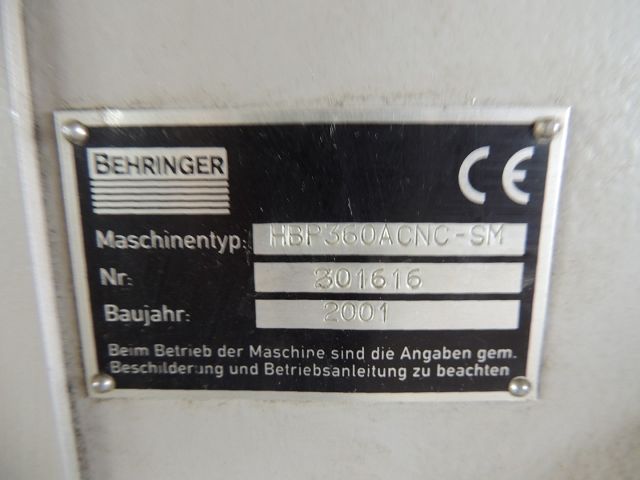 BEHRINGER
CE
Maschinentyp: HBP360ACNC-SM
Nr: 301616
Baujahr: 2001
Beim Betrieb der Maschine sind die Angaben gem.
Beschilderung und Betriebsanleitung zu beachten